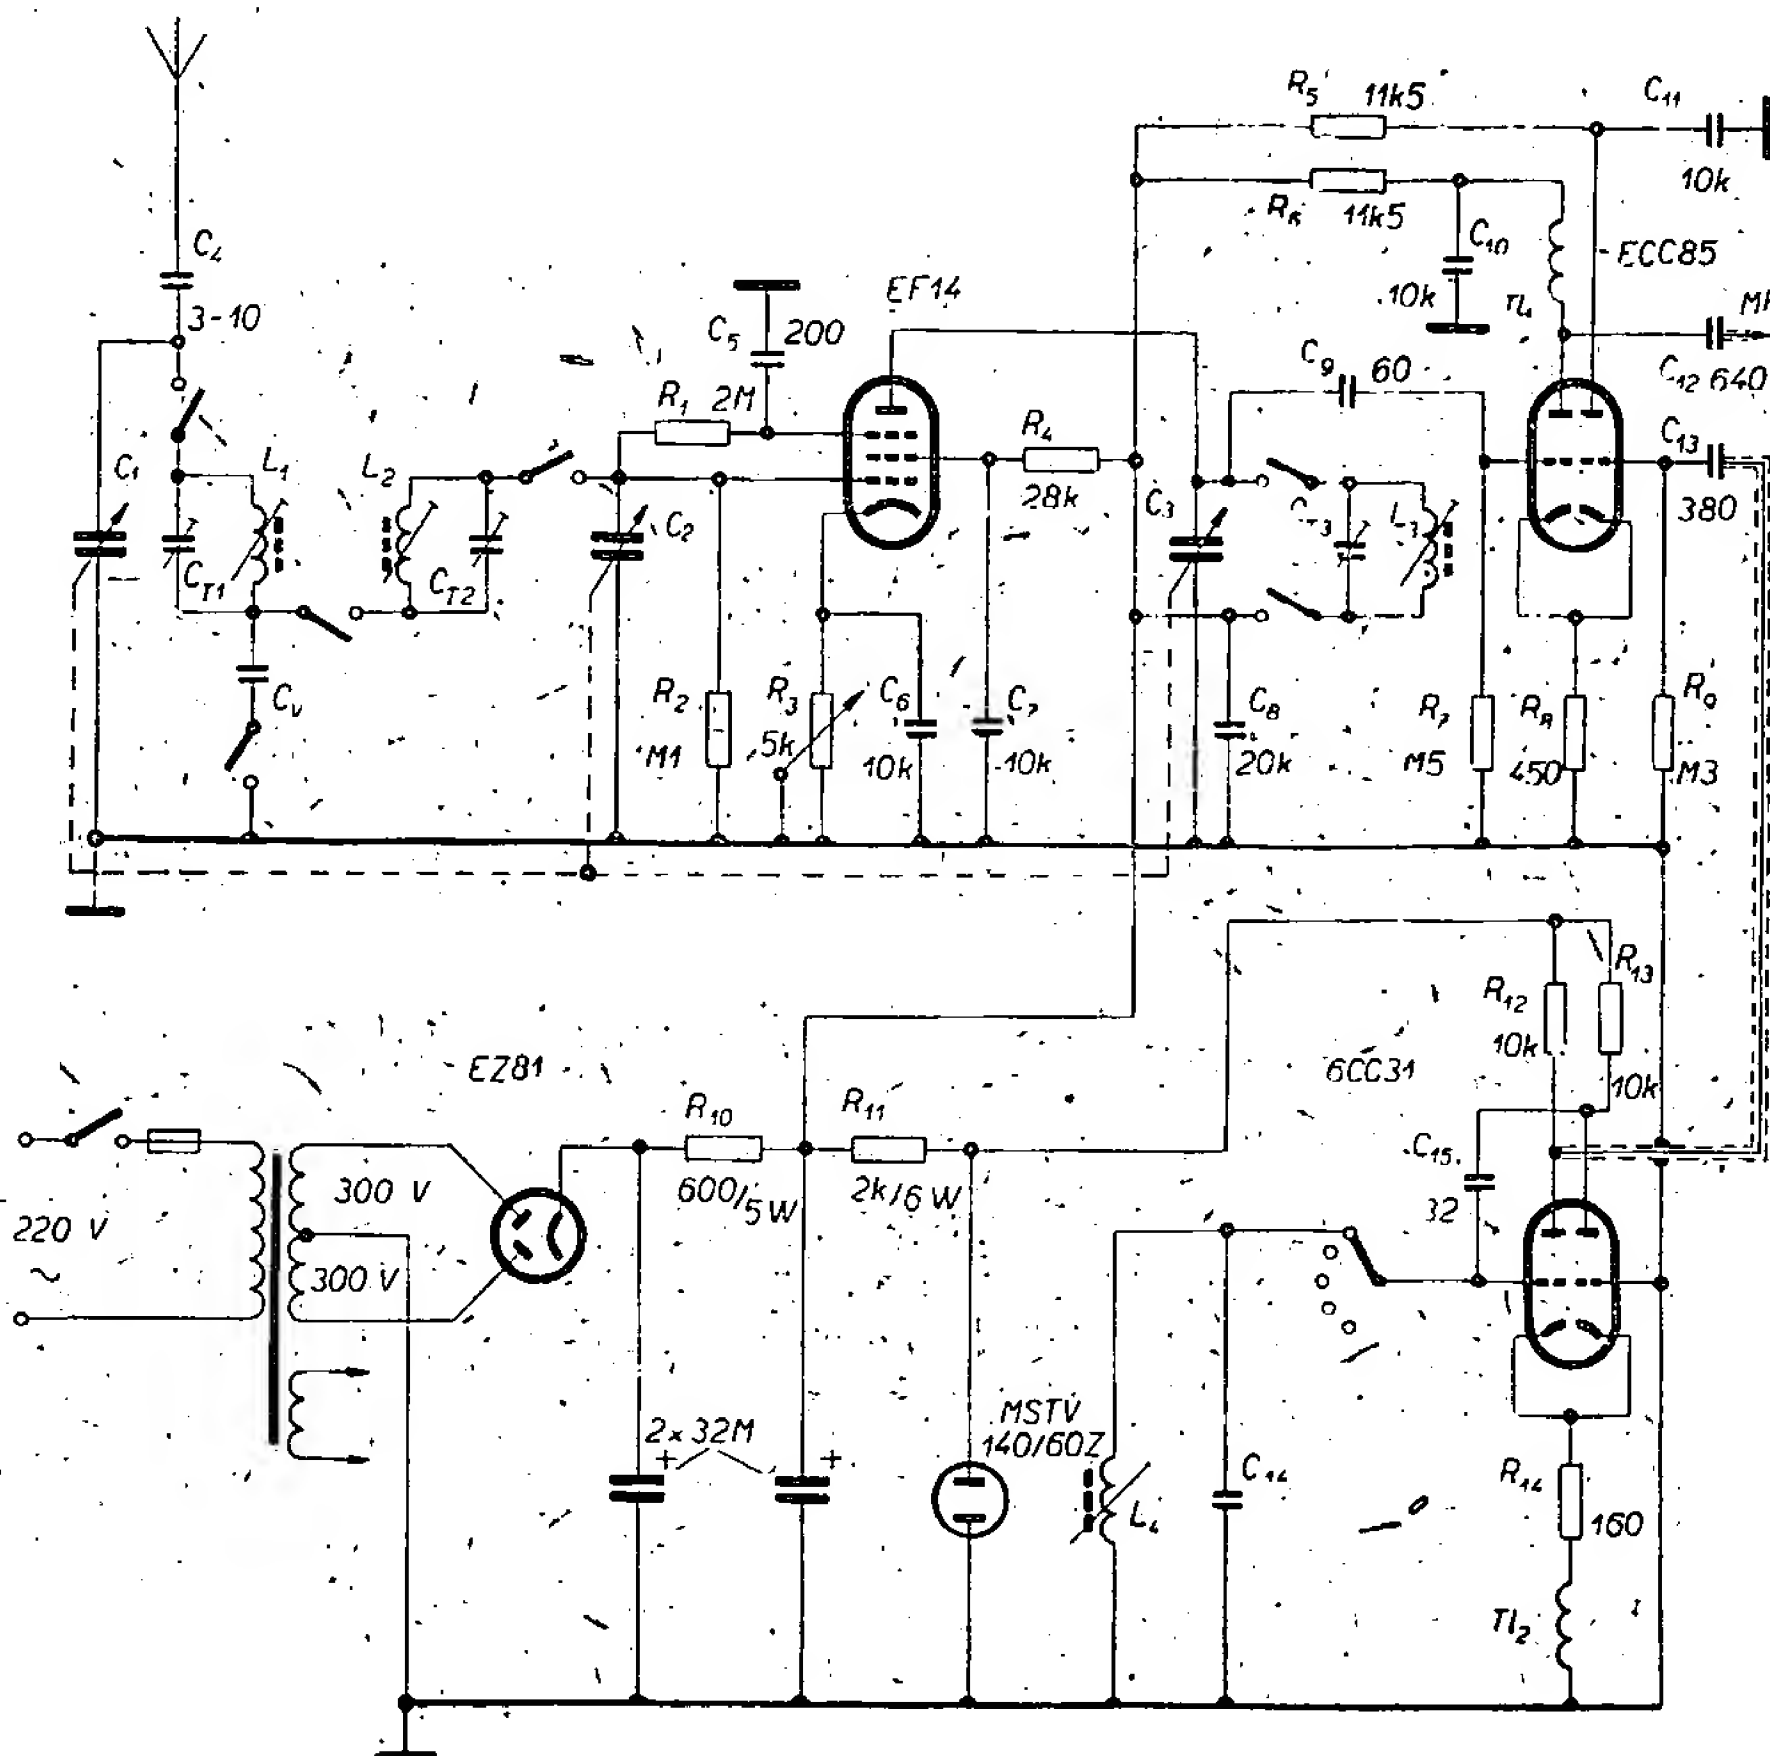 R5 11k5
C11
10k
R6 11k5
C10
10k
ECC85
C4
3-10
EF14
C5 200
C9 60
TL1
C12 640
R1 2M
R4
28k
C13
380
C1
L1
L2
CT1
CT2
C2
C3
CT3
L3
CV
R2
M1
R3
5k
C6
10k
C7
10k
C8
20k
R7
M5
R8
450
R9
M3
R12
10k
R13
10k
EZ81
6CC31
R10
600/5W
R11
2k/6W
C15
32
220 V
~
300 V
300 V
2×32M
+
+
MSTV
140/60Z
L4
C14
R14
160
Tl2